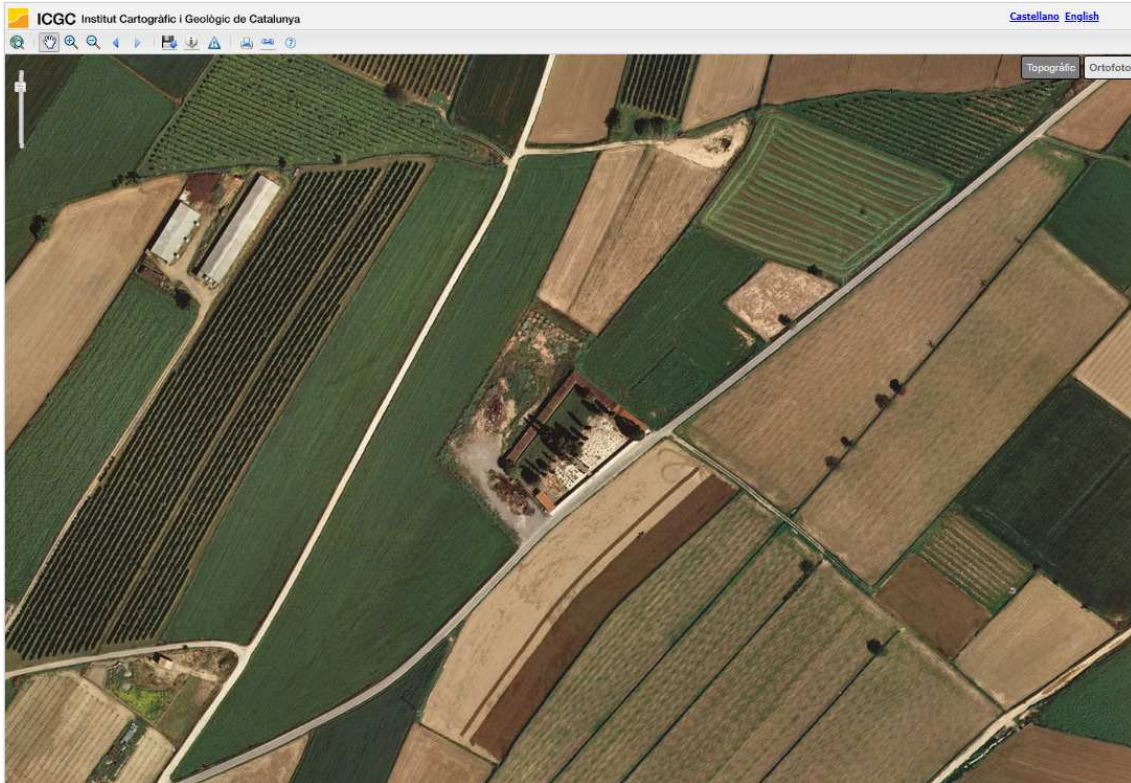 ICGC Institut Cartogràfic i Geològic de Catalunya
Castellano English
Topogràfic Ortofoto